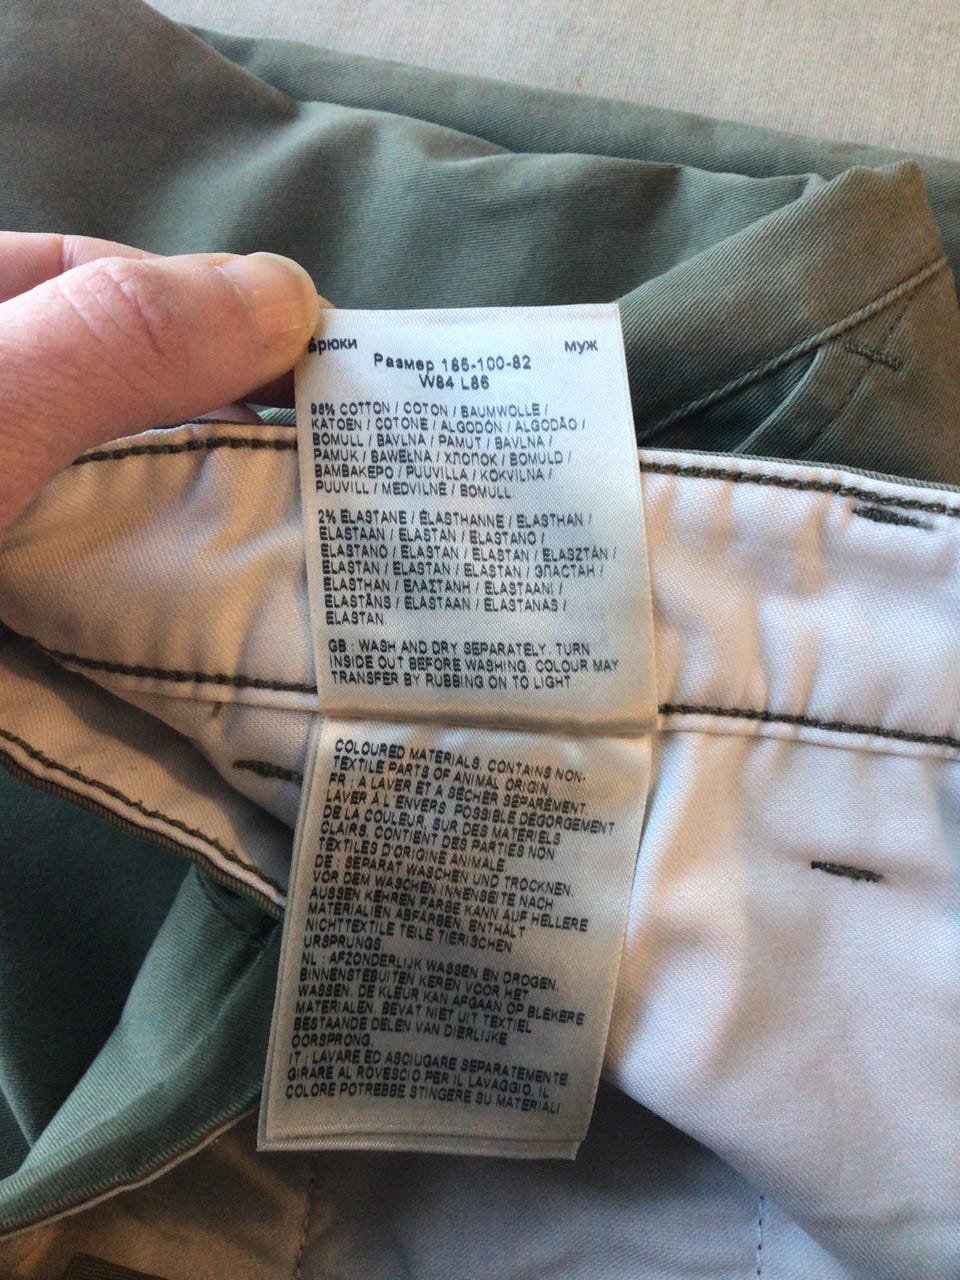 Брюки муж
Размер 185-100-82
W84 L86
98% COTTON / COTON / BAUMWOLLE /
KATOEN / COTONE / ALGODÓN / ALGODÃO /
BOMULL / BAVLNA / PAMUT / BAVLNA /
PAMUK / BAWEŁNA / ХЛОПОК / BOMULD /
ΒΑΜΒΑΚΕΡΟ / PUUVILLA / KOKVILNA /
PUUVILL / MEDVILNĖ / BOMULL
2% ELASTANE / ÉLASTHANNE / ELASTHAN /
ELASTAAN / ELASTAN / ELASTANO /
ELASTANO / ELASTAN / ELASTAN / ELASZTÁN /
ELASTAN / ELASTAN / ELASTAN / ЭЛАСТАН /
ELASTHAN / ΕΛΑΣΤΑΝΗ / ELASTAANI /
ELASTĀNS / ELASTAAN / ELASTANAS /
ELASTAN
GB : WASH AND DRY SEPARATELY. TURN
INSIDE OUT BEFORE WASHING. COLOUR MAY
TRANSFER BY RUBBING ON TO LIGHT
COLOURED MATERIALS. CONTAINS NON-
TEXTILE PARTS OF ANIMAL ORIGIN.
FR : A LAVER ET A SÉCHER SÉPARÉMENT.
LAVER À L'ENVERS POSSIBLE DÉGORGEMENT
DE LA COULEUR, SUR DES MATÉRIELS
CLAIRS. CONTIENT DES PARTIES NON
TEXTILES D'ORIGINE ANIMALE.
DE : SEPARAT WASCHEN UND TROCKNEN.
VOR DEM WASCHEN INNENSEITE NACH
AUSSEN KEHREN FARBE KANN AUF HELLERE
MATERIALIEN ABFÄRBEN. ENTHÄLT
NICHTTEXTILE TEILE TIERISCHEN
URSPRUNGS.
NL : AFZONDERLIJK WASSEN EN DROGEN.
BINNENSTEBUITEN KEREN VOOR HET
WASSEN. DE KLEUR KAN AFGAAN OP BLEKERE
MATERIALEN. BEVAT NIET UIT TEXTIEL
BESTAANDE DELEN VAN DIERLIJKE
OORSPRONG.
IT : LAVARE ED ASCIUGARE SEPARATEMENTE
GIRARE AL ROVESCIO PER IL LAVAGGIO. IL
COLORE POTREBBE STINGERE SU MATERIALI